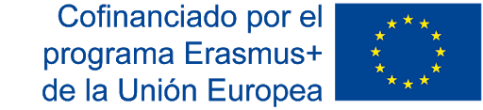 Cofinanciado por el
programa Erasmus+
de la Unión Europea